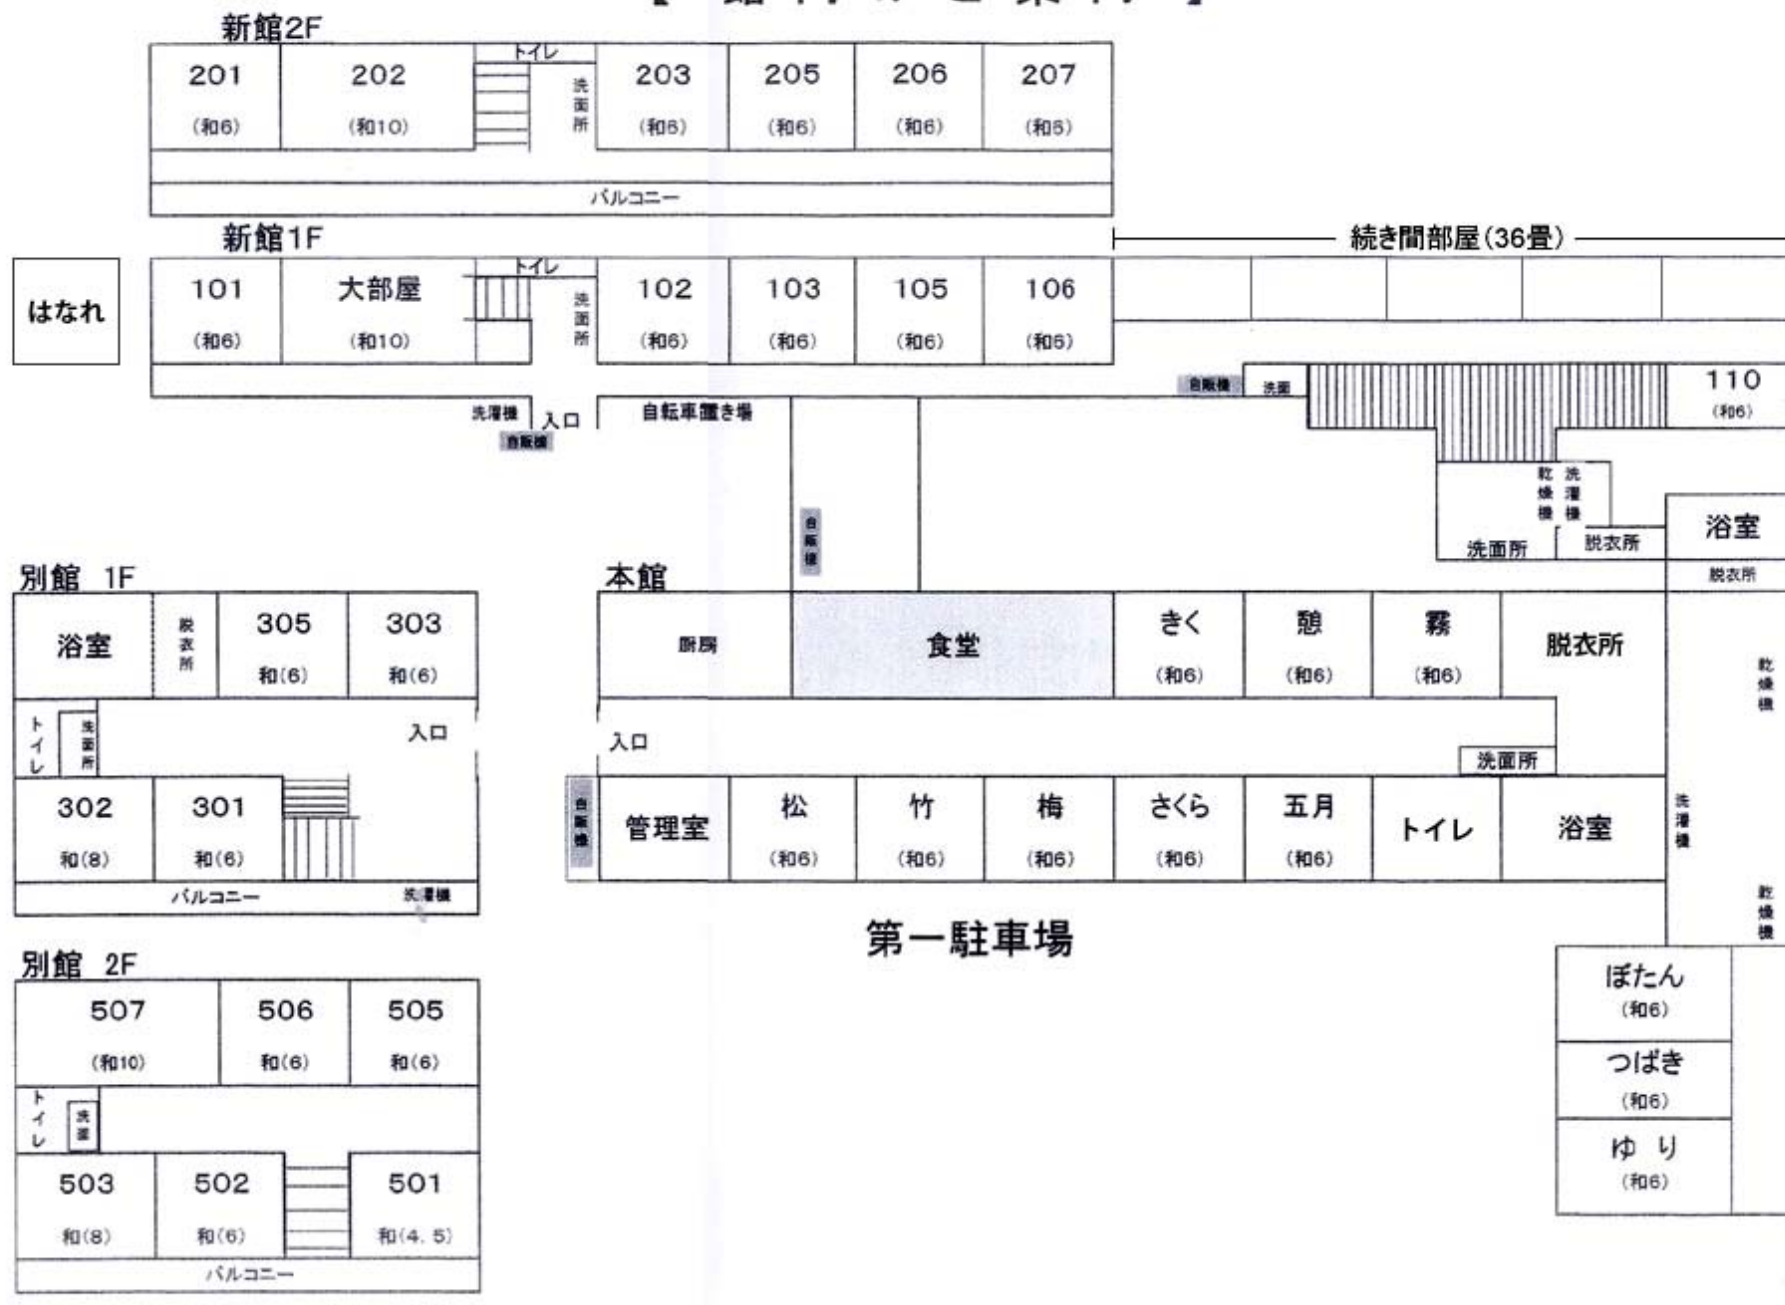 新館2F
トイレ
201
202
洗面所
203
205
206
207
(和6)
(和10)
(和6)
(和6)
(和6)
(和6)
バルコニー
新館1F
続き間部屋(36畳)
はなれ
トイレ
101
大部屋
洗面所
102
103
105
106
(和6)
(和10)
(和6)
(和6)
(和6)
(和6)
自販機
洗面
110
(和6)
洗濯機
入口
自転車置き場
自販機
乾燥機
洗濯機
自販機
洗面所
脱衣所
浴室
脱衣所
別館 1F
浴室
脱衣所
305
303
和(6)
和(6)
トイレ
洗面所
入口
302
301
和(8)
和(6)
バルコニー
洗濯機
本館
厨房
食堂
きく
憩
霧
脱衣所
(和6)
(和6)
(和6)
乾燥機
入口
洗面所
自販機
管理室
松
竹
梅
さくら
五月
トイレ
浴室
洗濯機
(和6)
(和6)
(和6)
(和6)
(和6)
乾燥機
第一駐車場
ぼたん
(和6)
つばき
(和6)
ゆり
(和6)
別館 2F
507
506
505
(和10)
和(6)
和(6)
トイレ
洗面
503
502
501
和(8)
和(6)
和(4.5)
バルコニー